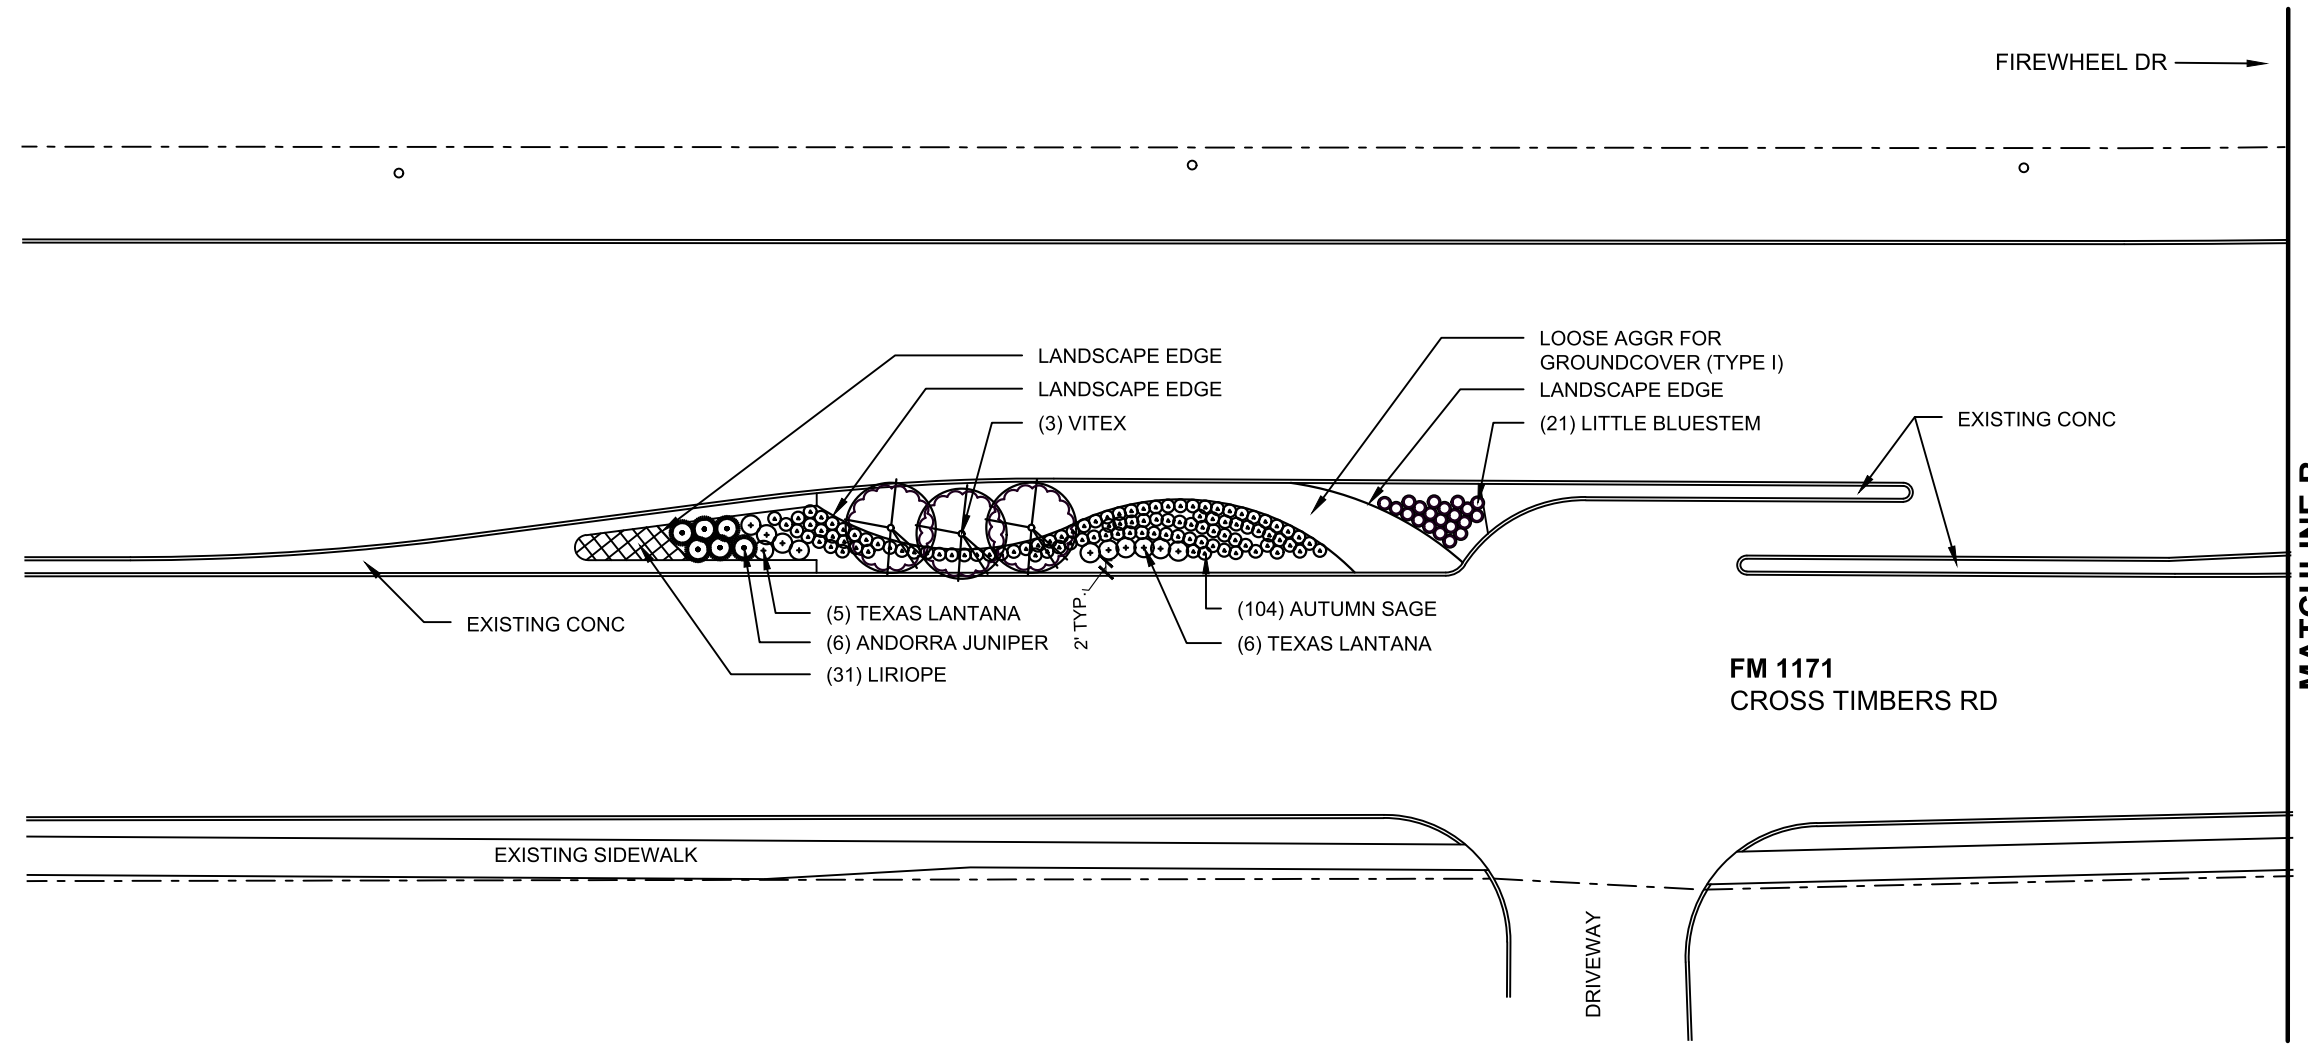 FIREWHEEL DR
LANDSCAPE EDGE
LANDSCAPE EDGE
(3) VITEX
LOOSE AGGR FOR
GROUNDCOVER (TYPE I)
LANDSCAPE EDGE
(21) LITTLE BLUESTEM
EXISTING CONC
EXISTING CONC
(5) TEXAS LANTANA
(6) ANDORRA JUNIPER
(31) LIRIOPE
2' TYP.
(104) AUTUMN SAGE
(6) TEXAS LANTANA
FM 1171
CROSS TIMBERS RD
EXISTING SIDEWALK
DRIVEWAY
MATCHLINE B